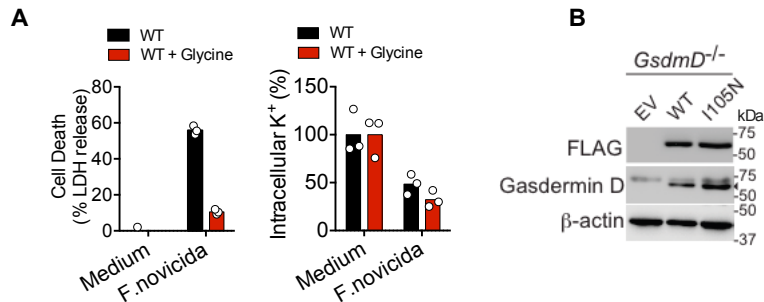 A
WT
WT + Glycine
Cell Death
(% LDH release)
80
60
40
20
0
Medium
F.novicida
WT
WT + Glycine
Intracellular K⁺ (%)
150
100
50
0
Medium
F.novicida
B
GsdmD⁻/⁻
EV
WT
I105N
kDa
FLAG
-75
-50
Gasdermin D
-75
-50
β-actin
-50
-37